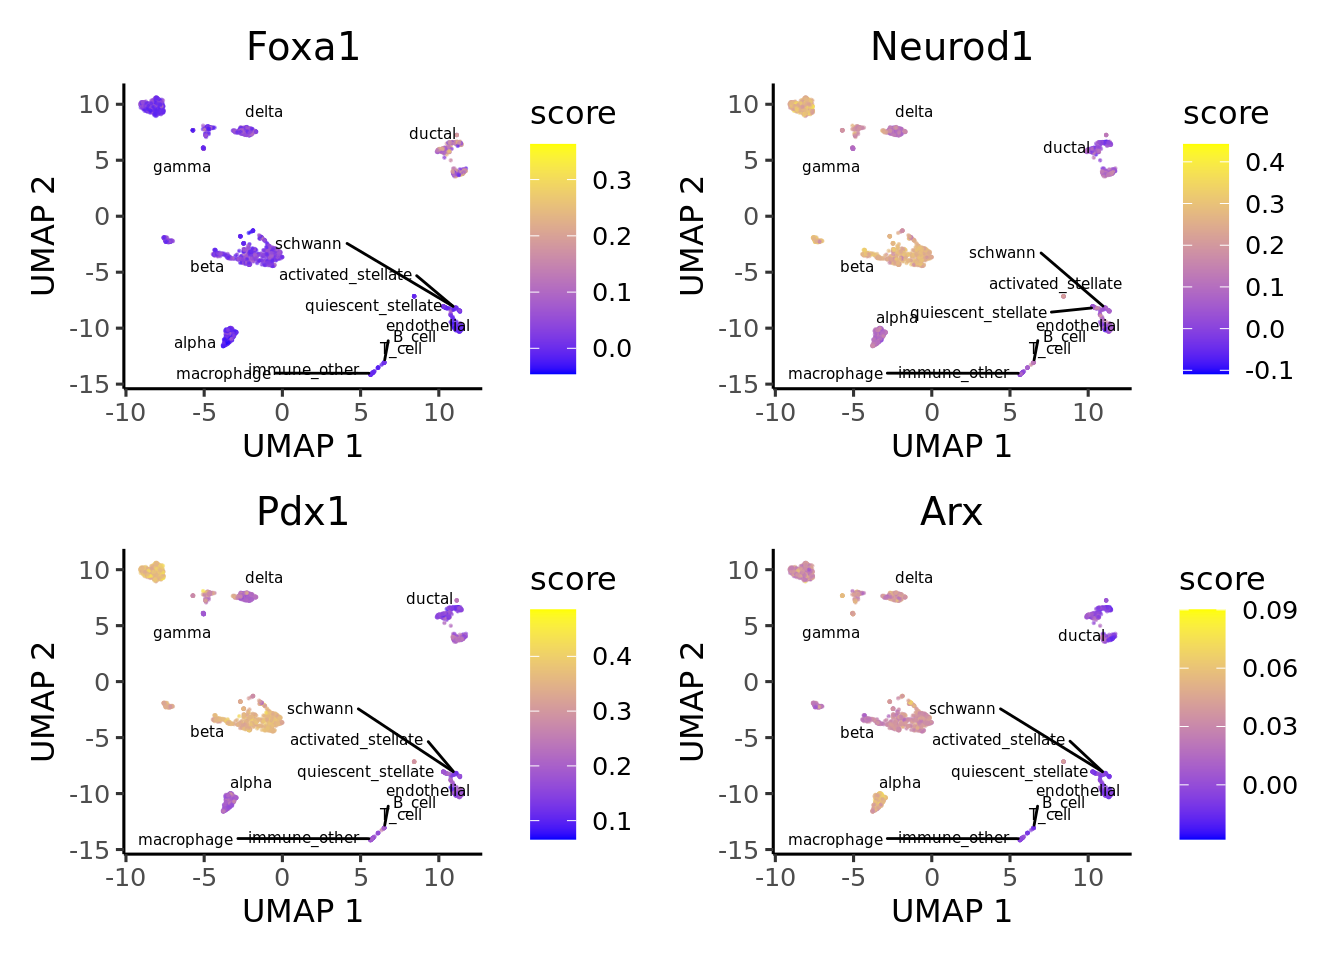 Foxa1
score
UMAP 2
10
5
0
-5
-10
-15
delta
ductal
gamma
schwann
beta
activated_stellate
quiescent_stellate
endothelial
alpha
B_cell
T_cell
macrophage
immune_other
0.3
0.2
0.1
0.0
-10
-5
0
5
10
UMAP 1
Neurod1
score
UMAP 2
10
5
0
-5
-10
-15
delta
ductal
gamma
schwann
beta
activated_stellate
alpha
quiescent_stellate
endothelial
B_cell
T_cell
macrophage
immune_other
0.4
0.3
0.2
0.1
0.0
-0.1
-10
-5
0
5
10
UMAP 1
Pdx1
score
UMAP 2
10
5
0
-5
-10
-15
delta
ductal
gamma
schwann
beta
activated_stellate
quiescent_stellate
alpha
endothelial
B_cell
T_cell
macrophage
immune_other
0.4
0.3
0.2
0.1
-10
-5
0
5
10
UMAP 1
Arx
score
UMAP 2
10
5
0
-5
-10
-15
delta
gamma
ductal
schwann
beta
activated_stellate
quiescent_stellate
alpha
endothelial
B_cell
T_cell
macrophage
immune_other
0.09
0.06
0.03
0.00
-10
-5
0
5
10
UMAP 1